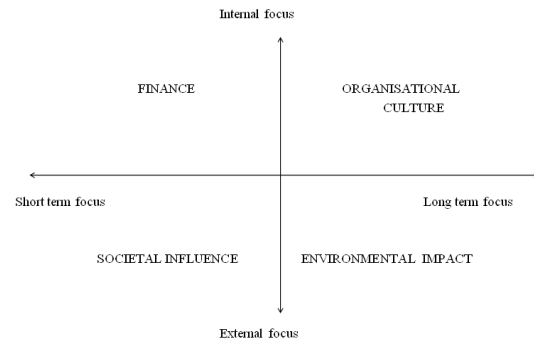 Internal focus
FINANCE
ORGANISATIONAL
CULTURE
Short term focus
Long term focus
SOCIETAL INFLUENCE
ENVIRONMENTAL IMPACT
External focus